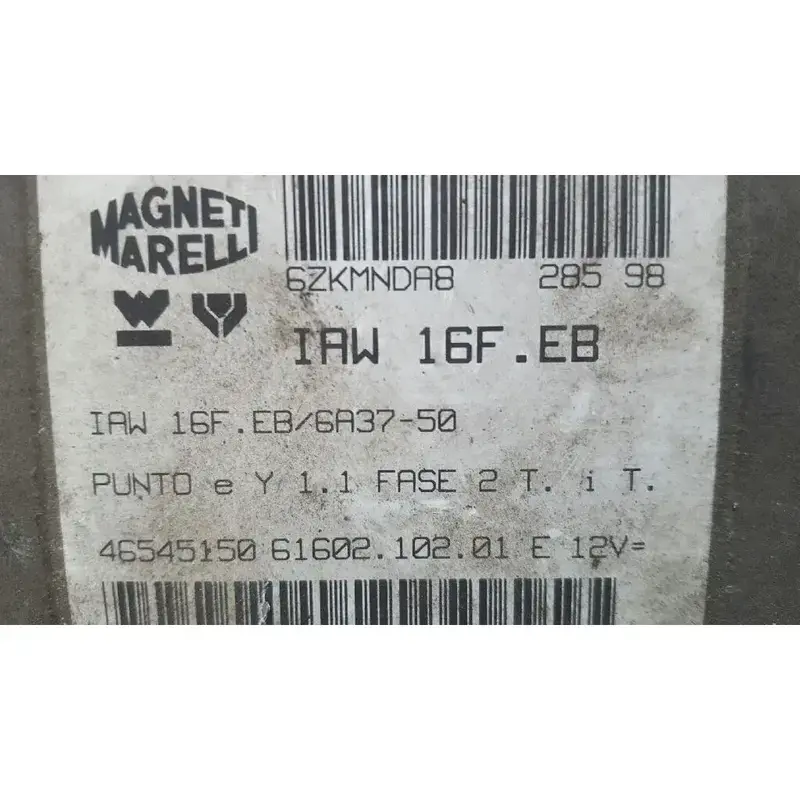 MAGNETI
MARELLI
6ZKMNDA8 285 98
IAW 16F.EB
IAW 16F.EB/6A37-50
PUNTO e Y 1.1 FASE 2 T. i T.
46545150 61602.102.01 E 12V=